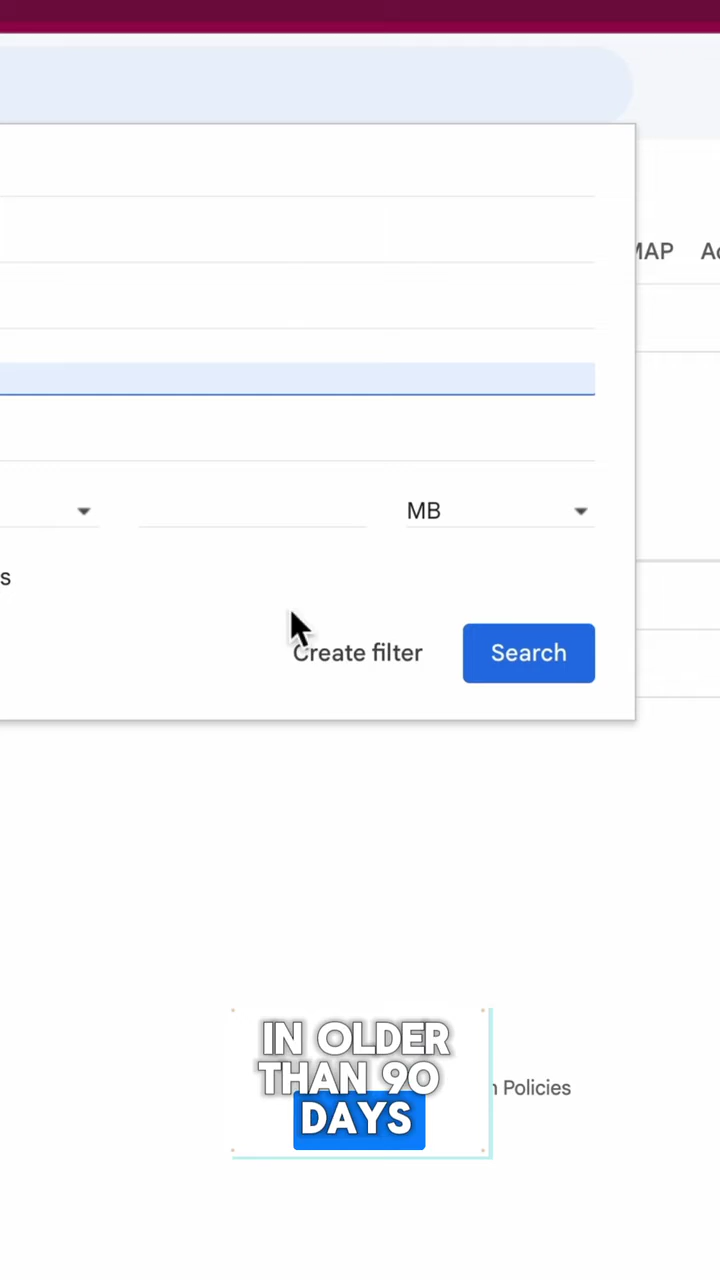 MAP
MB
s
Create filter
Search
IN OLDER
THAN 90
DAYS
n Policies